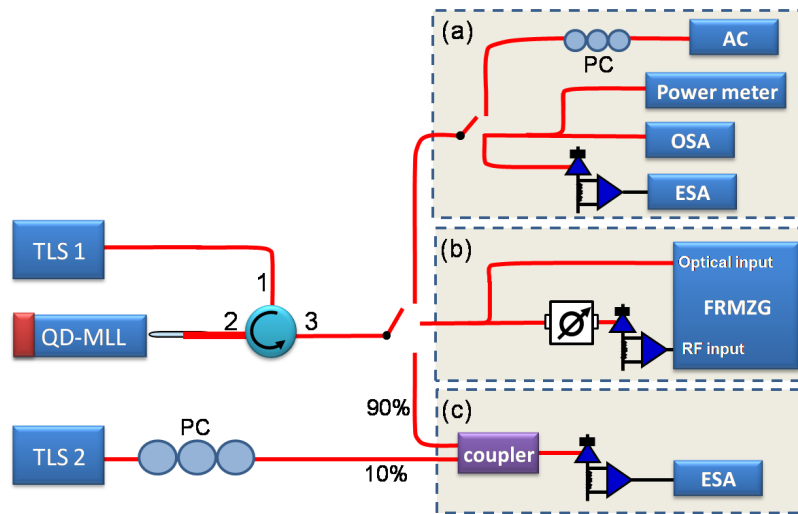 (a)
AC
PC
Power meter
OSA
ESA
TLS 1
1
(b)
Optical input
FRMZG
QD-MLL
2
3
RF input
90%
(c)
PC
TLS 2
coupler
10%
ESA